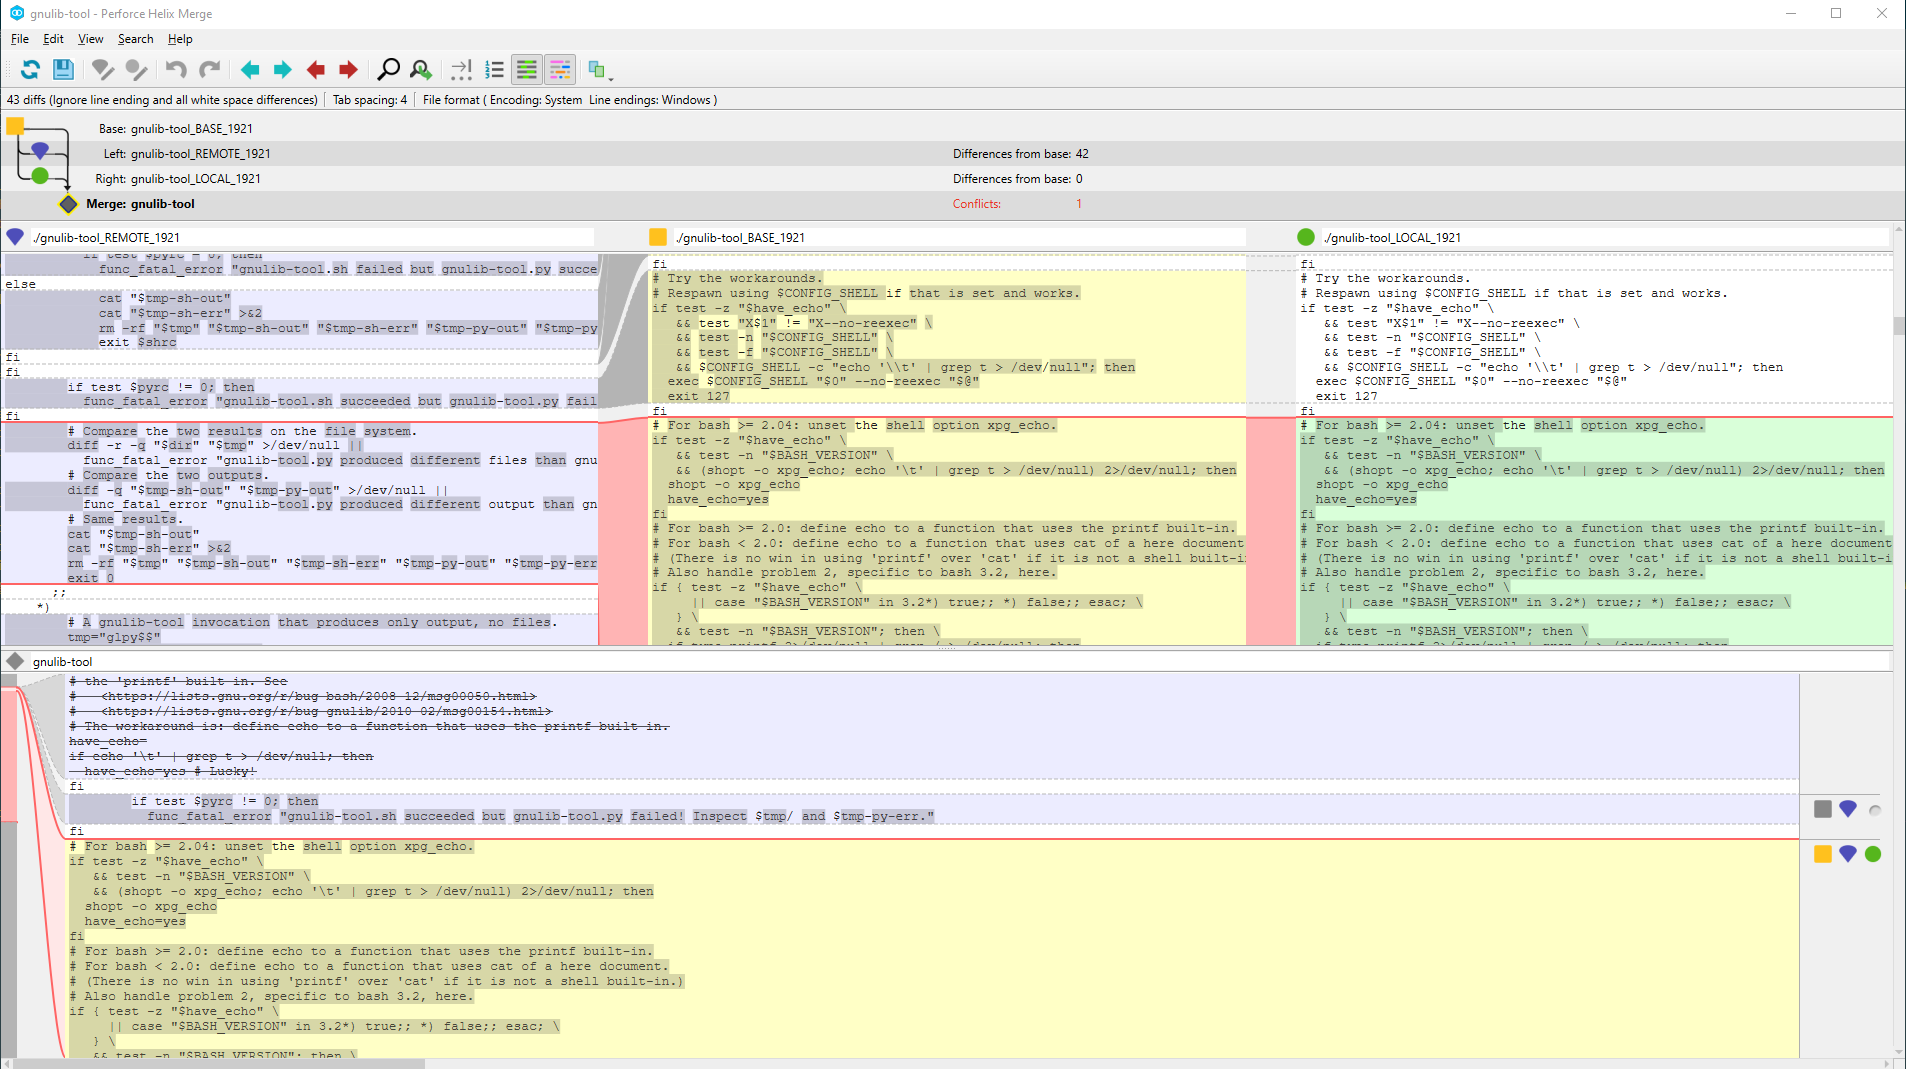 gnulib-tool - Perforce Helix Merge
File Edit View Search Help
43 diffs (Ignore line ending and all white space differences) Tab spacing: 4 File format ( Encoding: System Line endings: Windows )
Base: gnulib-tool_BASE_1921
Left: gnulib-tool_REMOTE_1921 Differences from base: 42
Right: gnulib-tool_LOCAL_1921 Differences from base: 0
Merge: gnulib-tool Conflicts: 1
./gnulib-tool_REMOTE_1921
if test $pyrc = 0; then
func_fatal_error "gnulib-tool.sh failed but gnulib-tool.py succe
else
cat "$tmp-sh-out"
cat "$tmp-sh-err" >&2
rm -rf "$tmp" "$tmp-sh-out" "$tmp-sh-err" "$tmp-py-out" "$tmp-py
exit $shrc
fi
fi
if test $pyrc != 0; then
func_fatal_error "gnulib-tool.sh succeeded but gnulib-tool.py fail
fi
# Compare the two results on the file system.
diff -r -q "$dir" "$tmp" >/dev/null ||
func_fatal_error "gnulib-tool.py produced different files than gnu
# Compare the two outputs.
diff -q "$tmp-sh-out" "$tmp-py-out" >/dev/null ||
func_fatal_error "gnulib-tool.py produced different output than gn
# Same results.
cat "$tmp-sh-out"
cat "$tmp-sh-err" >&2
rm -rf "$tmp" "$tmp-sh-out" "$tmp-sh-err" "$tmp-py-out" "$tmp-py-err
exit 0
;;
*)
# A gnulib-tool invocation that produces only output, no files.
tmp="glpy$$"
./gnulib-tool_BASE_1921
fi
# Try the workarounds.
# Respawn using $CONFIG_SHELL if that is set and works.
if test -z "$have_echo" \
&& test "X$1" != "X--no-reexec" \
&& test -n "$CONFIG_SHELL" \
&& test -f "$CONFIG_SHELL" \
&& $CONFIG_SHELL -c "echo '\\t' | grep t > /dev/null"; then
exec $CONFIG_SHELL "$0" --no-reexec "$@"
exit 127
fi
# For bash >= 2.04: unset the shell option xpg_echo.
if test -z "$have_echo" \
&& test -n "$BASH_VERSION" \
&& (shopt -o xpg_echo; echo '\t' | grep t > /dev/null) 2>/dev/null; then
shopt -o xpg_echo
have_echo=yes
fi
# For bash >= 2.0: define echo to a function that uses the printf built-in.
# For bash < 2.0: define echo to a function that uses cat of a here document
# (There is no win in using 'printf' over 'cat' if it is not a shell built-i
# Also handle problem 2, specific to bash 3.2, here.
if { test -z "$have_echo" \
|| case "$BASH_VERSION" in 3.2*) true;; *) false;; esac; \
} \
&& test -n "$BASH_VERSION"; then \
if type printf 2>/dev/null | grep / > /dev/null; then
./gnulib-tool_LOCAL_1921
fi
# Try the workarounds.
# Respawn using $CONFIG_SHELL if that is set and works.
if test -z "$have_echo" \
&& test "X$1" != "X--no-reexec" \
&& test -n "$CONFIG_SHELL" \
&& test -f "$CONFIG_SHELL" \
&& $CONFIG_SHELL -c "echo '\\t' | grep t > /dev/null"; then
exec $CONFIG_SHELL "$0" --no-reexec "$@"
exit 127
fi
# For bash >= 2.04: unset the shell option xpg_echo.
if test -z "$have_echo" \
&& test -n "$BASH_VERSION" \
&& (shopt -o xpg_echo; echo '\t' | grep t > /dev/null) 2>/dev/null; then
shopt -o xpg_echo
have_echo=yes
fi
# For bash >= 2.0: define echo to a function that uses the printf built-in.
# For bash < 2.0: define echo to a function that uses cat of a here document
# (There is no win in using 'printf' over 'cat' if it is not a shell built-i
# Also handle problem 2, specific to bash 3.2, here.
if { test -z "$have_echo" \
|| case "$BASH_VERSION" in 3.2*) true;; *) false;; esac; \
} \
&& test -n "$BASH_VERSION"; then \
if type printf 2>/dev/null | grep / > /dev/null; then
gnulib-tool
# the 'printf' built-in. See
# <https://lists.gnu.org/r/bug-bash/2008-12/msg00050.html>
# <https://lists.gnu.org/r/bug-gnulib/2010-02/msg00154.html>
# The workaround is: define echo to a function that uses the printf built-in.
have_echo=
if echo '\t' | grep t > /dev/null; then
have_echo=yes # Lucky!
fi
if test $pyrc != 0; then
func_fatal_error "gnulib-tool.sh succeeded but gnulib-tool.py failed! Inspect $tmp/ and $tmp-py-err."
fi
# For bash >= 2.04: unset the shell option xpg_echo.
if test -z "$have_echo" \
&& test -n "$BASH_VERSION" \
&& (shopt -o xpg_echo; echo '\t' | grep t > /dev/null) 2>/dev/null; then
shopt -o xpg_echo
have_echo=yes
fi
# For bash >= 2.0: define echo to a function that uses the printf built-in.
# For bash < 2.0: define echo to a function that uses cat of a here document.
# (There is no win in using 'printf' over 'cat' if it is not a shell built-in.)
# Also handle problem 2, specific to bash 3.2, here.
if { test -z "$have_echo" \
|| case "$BASH_VERSION" in 3.2*) true;; *) false;; esac; \
} \
&& test -n "$BASH_VERSION"; then \